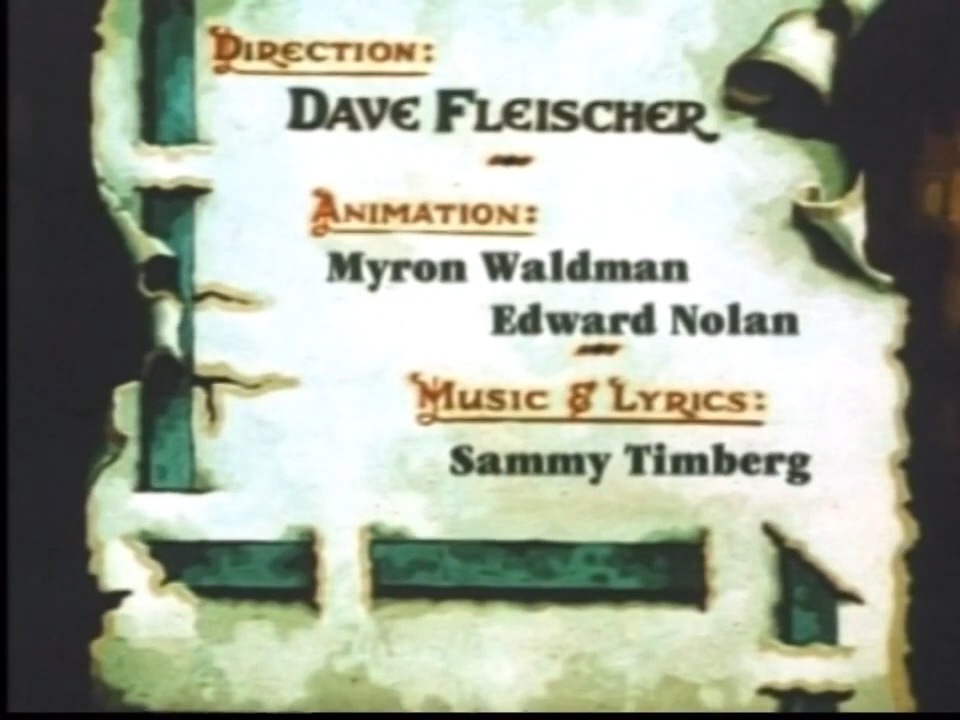 Direction:
Dave Fleischer
Animation:
Myron Waldman
Edward Nolan
Music & Lyrics:
Sammy Timberg